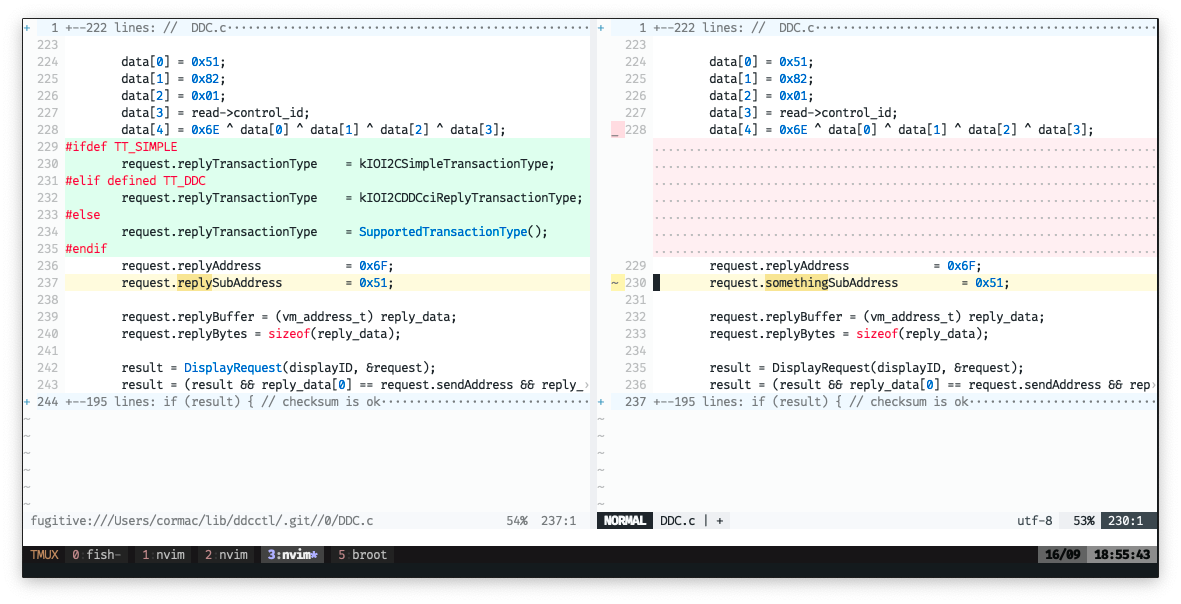 + 1 +--222 lines: // DDC.c
223
224 data[0] = 0x51;
225 data[1] = 0x82;
226 data[2] = 0x01;
227 data[3] = read->control_id;
228 data[4] = 0x6E ^ data[0] ^ data[1] ^ data[2] ^ data[3];
229 #ifdef TT_SIMPLE
230 request.replyTransactionType = kIOI2CSimpleTransactionType;
231 #elif defined TT_DDC
232 request.replyTransactionType = kIOI2CDDCciReplyTransactionType;
233 #else
234 request.replyTransactionType = SupportedTransactionType();
235 #endif
236 request.replyAddress = 0x6F;
237 request.replySubAddress = 0x51;
238
239 request.replyBuffer = (vm_address_t) reply_data;
240 request.replyBytes = sizeof(reply_data);
241
242 result = DisplayRequest(displayID, &request);
243 result = (result && reply_data[0] == request.sendAddress && reply_›
+ 244 +--195 lines: if (result) { // checksum is ok
~
~
~
~
~
~
fugitive:///Users/cormac/lib/ddcctl/.git//0/DDC.c 54% 237:1
+ 1 +--222 lines: // DDC.c
223
224 data[0] = 0x51;
225 data[1] = 0x82;
226 data[2] = 0x01;
227 data[3] = read->control_id;
_ 228 data[4] = 0x6E ^ data[0] ^ data[1] ^ data[2] ^ data[3];
229 request.replyAddress = 0x6F;
~ 230 request.somethingSubAddress = 0x51;
231
232 request.replyBuffer = (vm_address_t) reply_data;
233 request.replyBytes = sizeof(reply_data);
234
235 result = DisplayRequest(displayID, &request);
236 result = (result && reply_data[0] == request.sendAddress && rep›
+ 237 +--195 lines: if (result) { // checksum is ok
~
~
~
~
~
~
NORMAL DDC.c | + utf-8 53% 230:1
TMUX 0:fish- 1:nvim 2:nvim 3:nvim* 5:broot 16/09 18:55:43